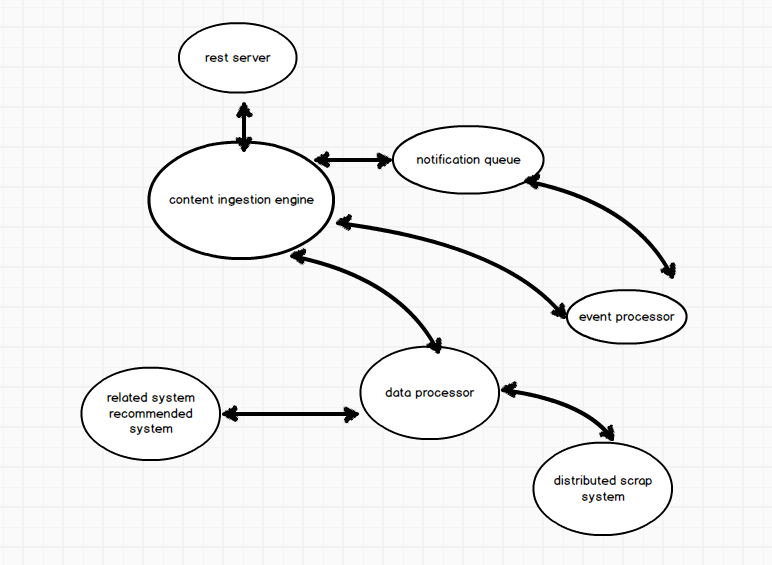 rest server
notification queue
content ingestion engine
event processor
data processor
related system
recommended
system
distributed scrap
system